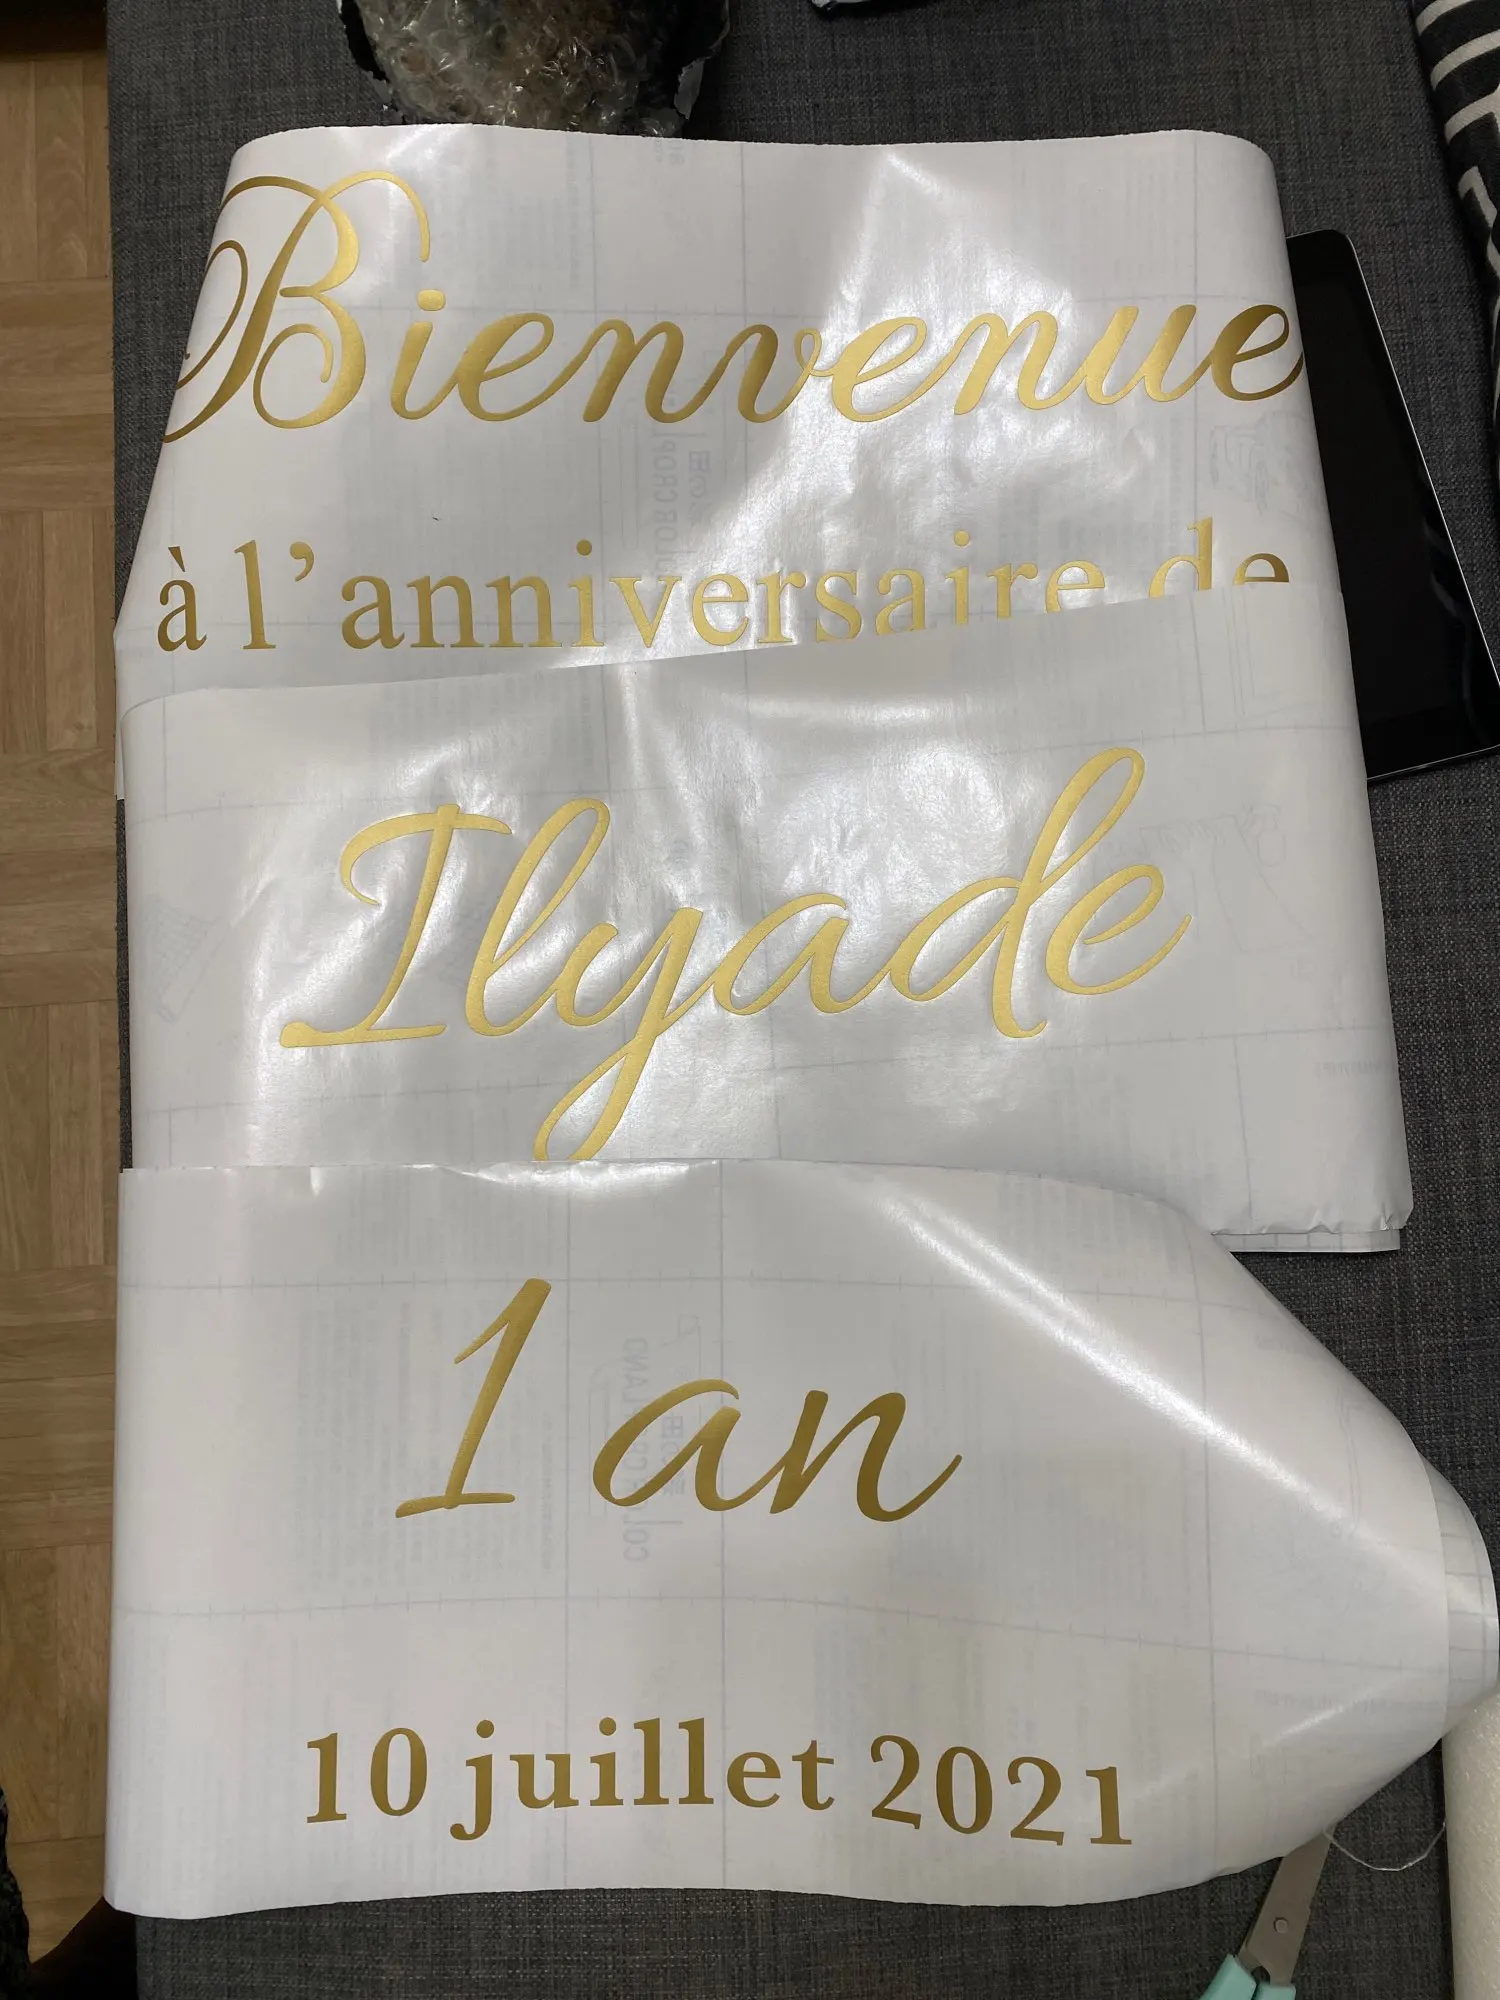 Bienvenue
à l’anniversaire de
Ilyade
1 an
10 juillet 2021